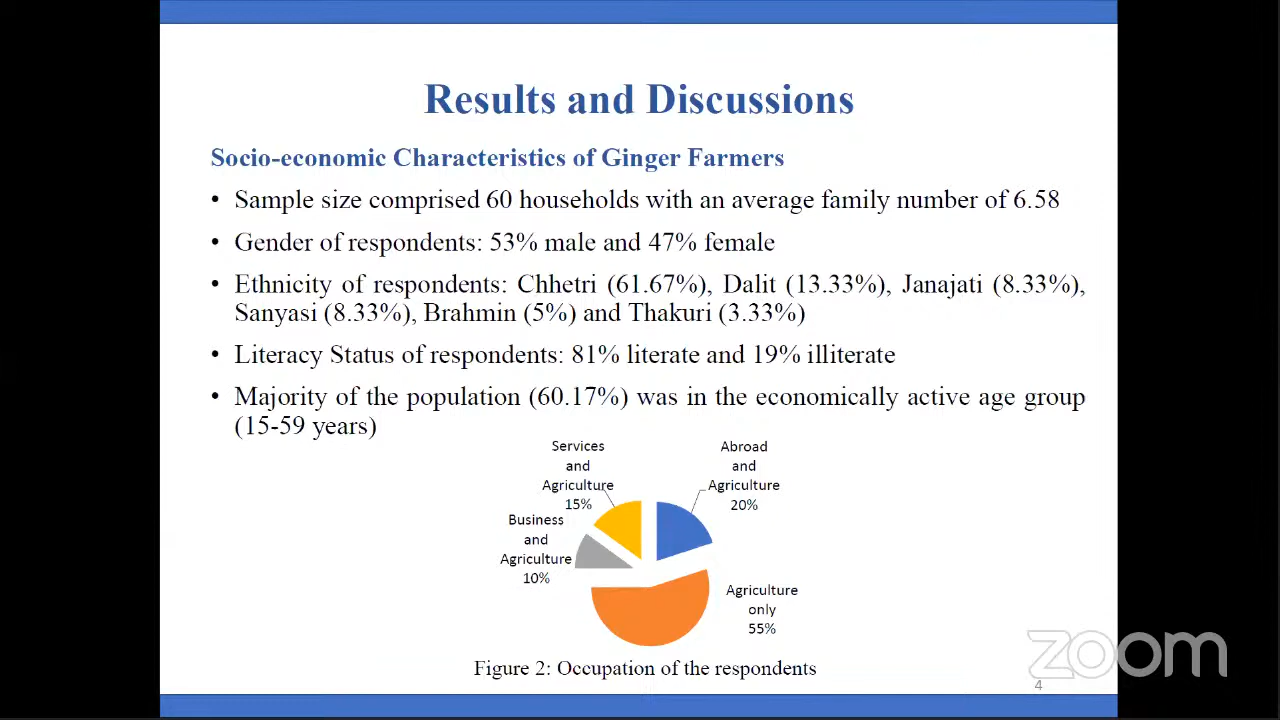 Results and Discussions
Socio-economic Characteristics of Ginger Farmers
• Sample size comprised 60 households with an average family number of 6.58
• Gender of respondents: 53% male and 47% female
• Ethnicity of respondents: Chhetri (61.67%), Dalit (13.33%), Janajati (8.33%),
Sanyasi (8.33%), Brahmin (5%) and Thakuri (3.33%)
• Literacy Status of respondents: 81% literate and 19% illiterate
• Majority of the population (60.17%) was in the economically active age group
(15-59 years)
Services
and
Agriculture
15%
Abroad
and
Agriculture
20%
Business
and
Agriculture
10%
Agriculture
only
55%
Figure 2: Occupation of the respondents
zoom
4